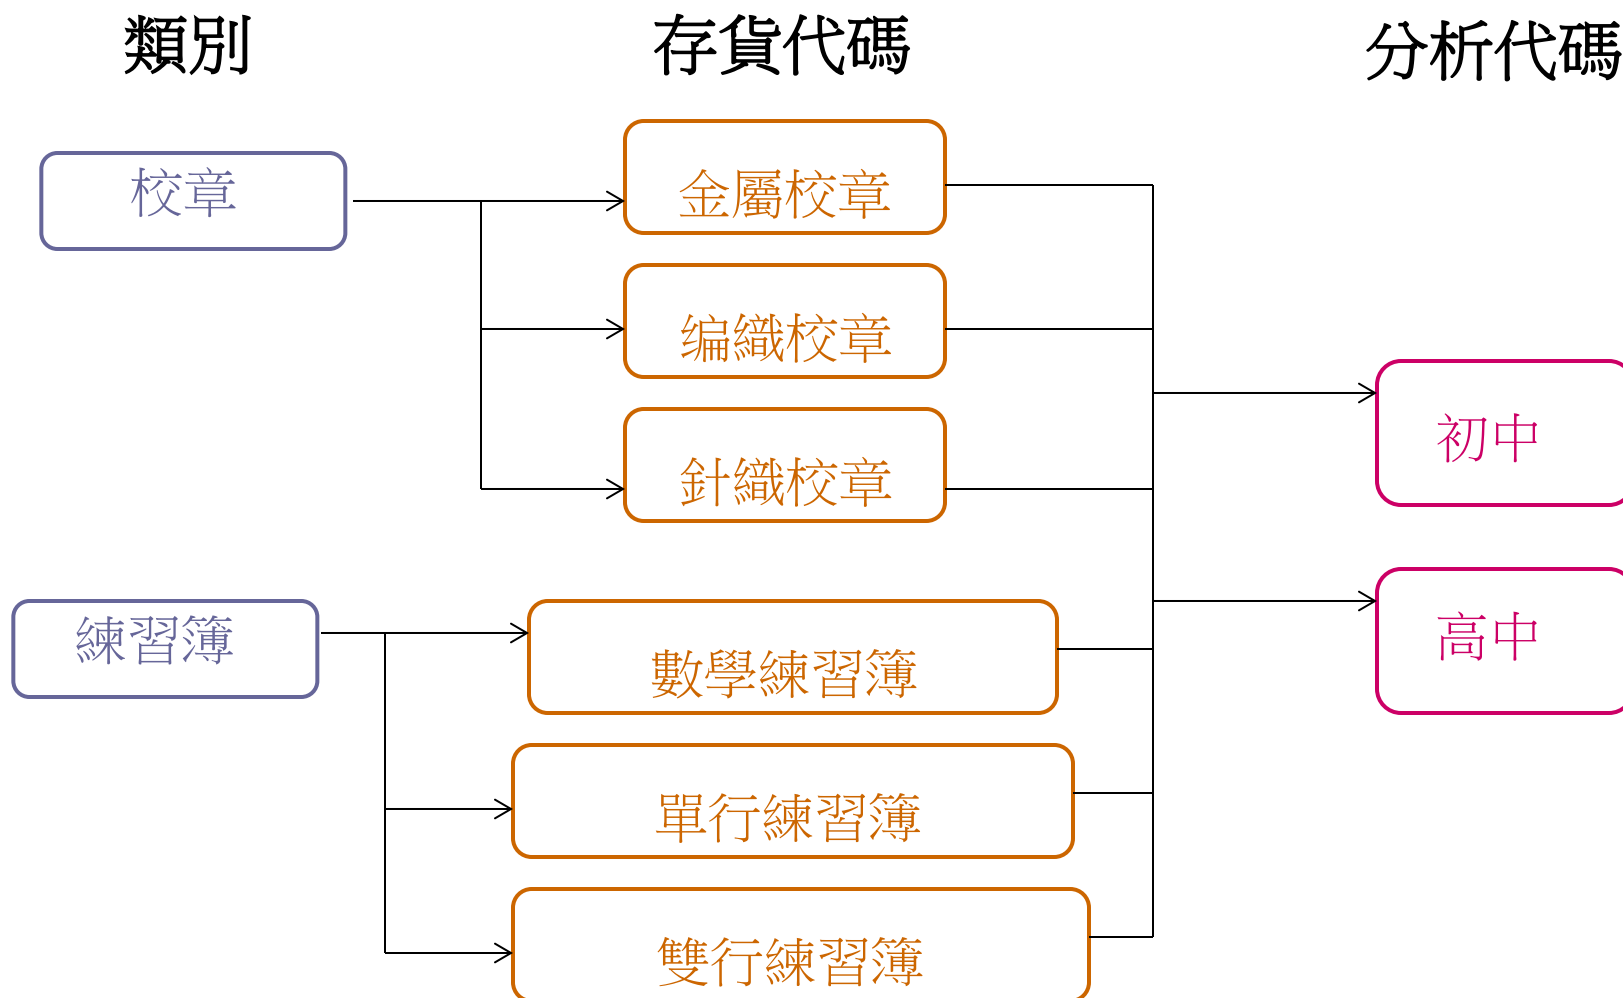 類別
存貨代碼
分析代碼
校章
金屬校章
编織校章
針織校章
初中
練習簿
數學練習簿
高中
單行練習簿
雙行練習簿